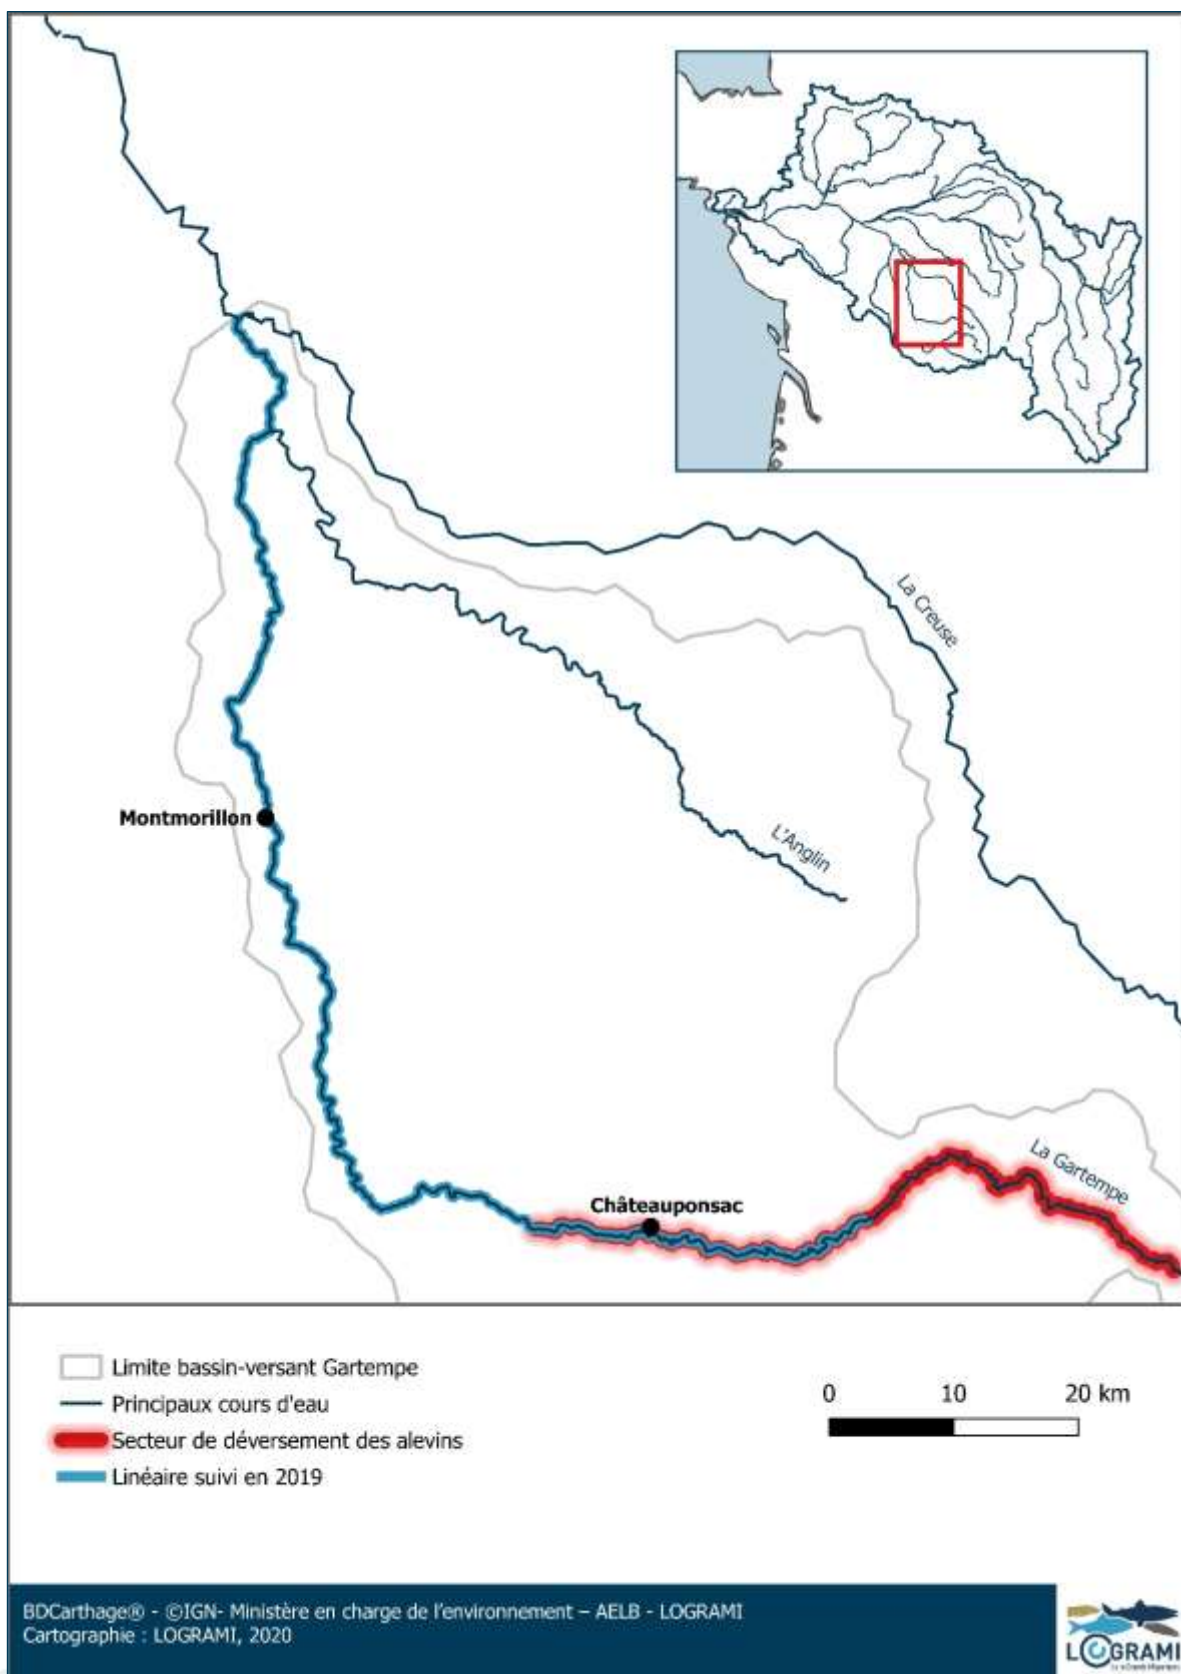 La Creuse
L'Anglin
Montmorillon
La Gartempe
Châteauponsac
Limite bassin-versant Gartempe
Principaux cours d'eau
Secteur de déversement des alevins
Linéaire suivi en 2019
0 10 20 km
BDCarthage® - ©IGN- Ministère en charge de l'environnement – AELB - LOGRAMI
Cartographie : LOGRAMI, 2020
LOGRAMI